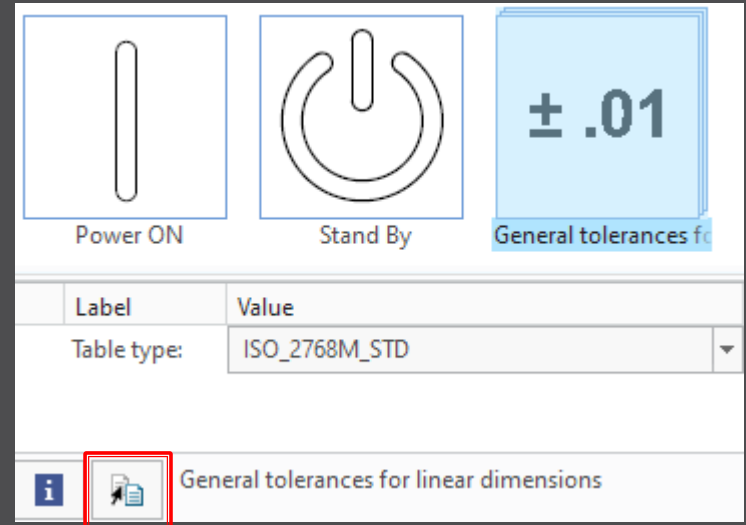 ± .01
Power ON
Stand By
General tolerances fo
Label Value
Table type: ISO_2768M_STD
i General tolerances for linear dimensions